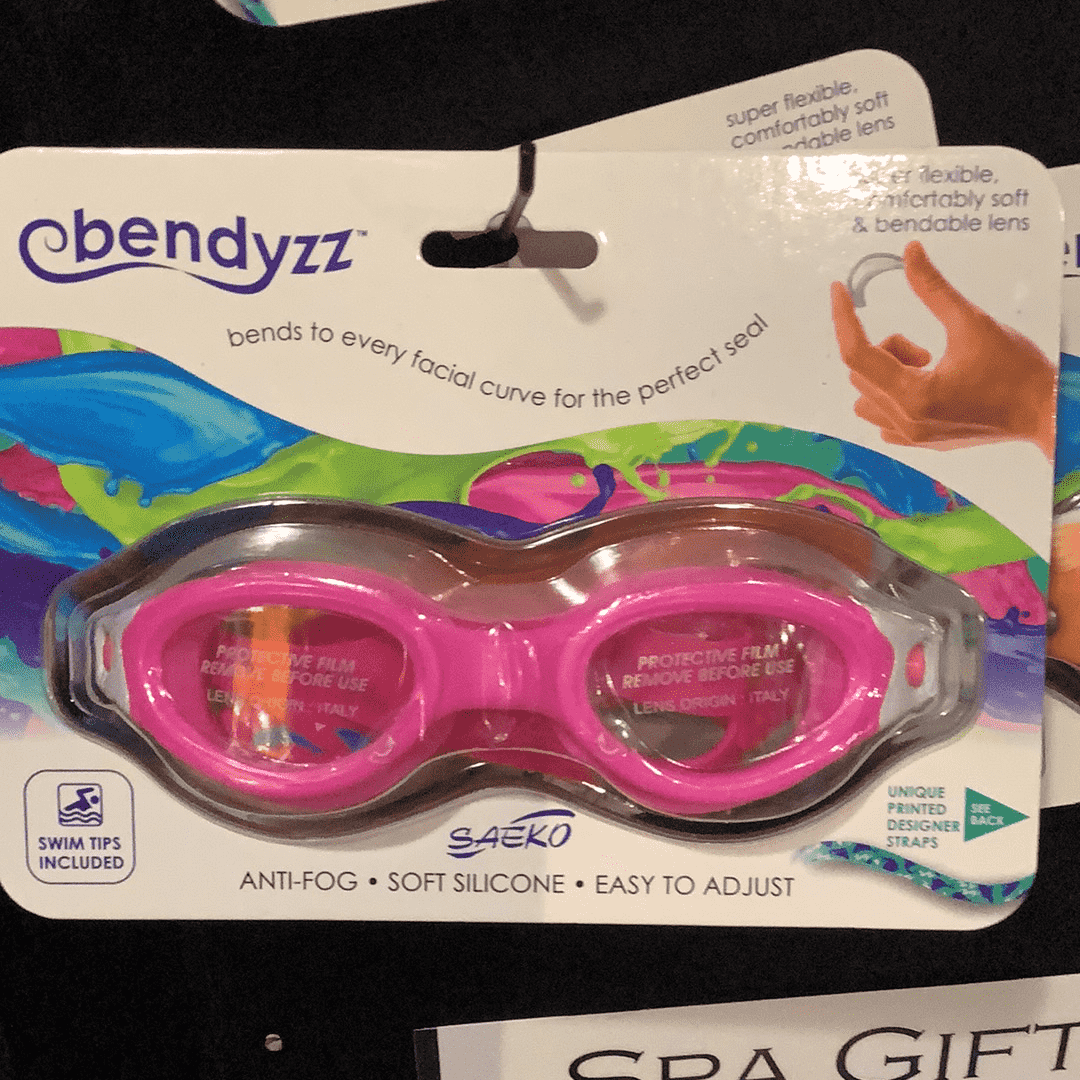 super flexible,
comfortably soft
lens
flexible,
soft
& bendable lens
bendyzz™
bends to every facial curve for the perfect seal
PROTECTIVE FILM
REMOVE BEFORE USE
LENS ORIGIN : ITALY
PROTECTIVE FILM
REMOVE BEFORE USE
LENS ORIGIN : ITALY
SWIM TIPS
INCLUDED
SAEKO
UNIQUE
PRINTED
DESIGNER
STRAPS
SEE
BACK
ANTI-FOG • SOFT SILICONE • EASY TO ADJUST
SPA GIFT